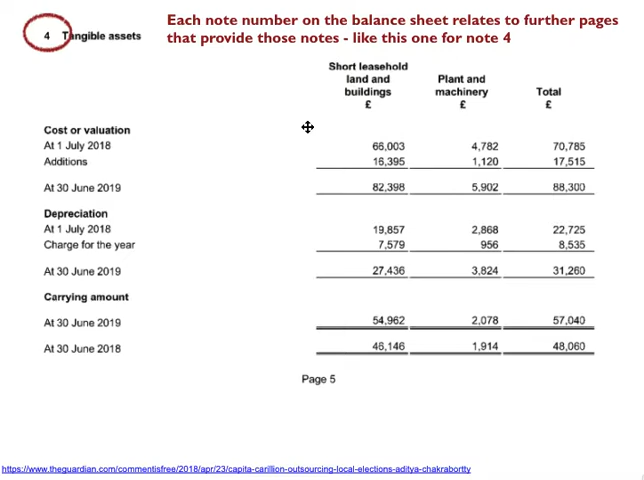 Each note number on the balance sheet relates to further pages
4 Tangible assets that provide those notes - like this one for note 4
Short leasehold
land and Plant and
buildings machinery Total
£ £ £
Cost or valuation
At 1 July 2018 66,003 4,782 70,785
Additions 16,395 1,120 17,515
At 30 June 2019 82,398 5,902 88,300
Depreciation
At 1 July 2018 19,857 2,868 22,725
Charge for the year 7,579 956 8,535
At 30 June 2019 27,436 3,824 31,260
Carrying amount
At 30 June 2019 54,962 2,078 57,040
At 30 June 2018 46,146 1,914 48,060
Page 5
https://www.theguardian.com/commentisfree/2018/apr/23/capita-carillion-outsourcing-local-elections-aditya-chakrabortty